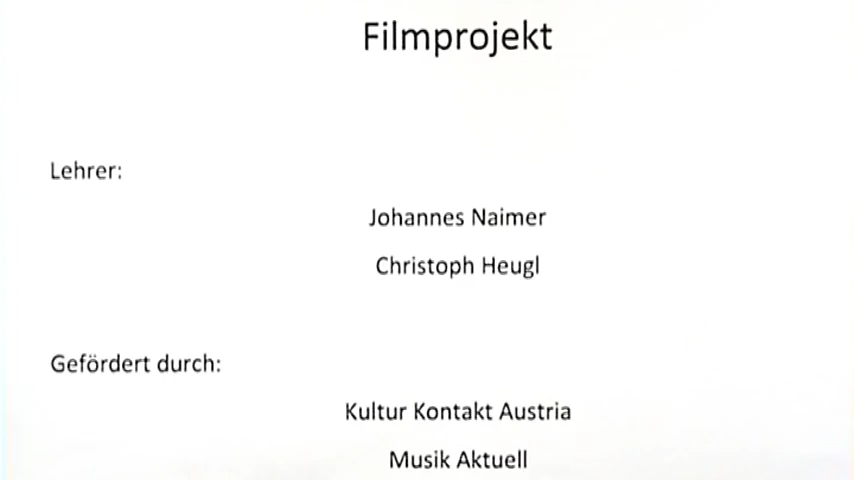 Filmprojekt
Lehrer:
Johannes Naimer
Christoph Heugl
Gefördert durch:
Kultur Kontakt Austria
Musik Aktuell